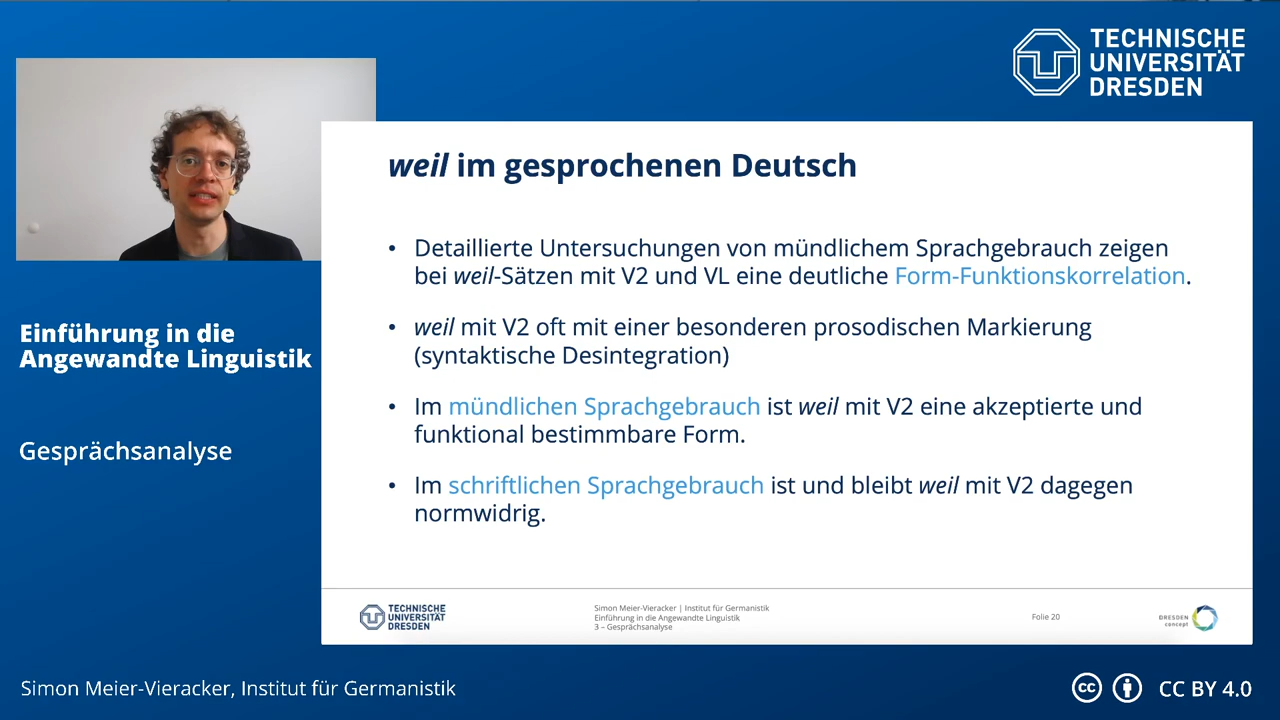 TECHNISCHE
UNIVERSITÄT
DRESDEN
weil im gesprochenen Deutsch
• Detaillierte Untersuchungen von mündlichem Sprachgebrauch zeigen
bei weil-Sätzen mit V2 und VL eine deutliche Form-Funktionskorrelation.
• weil mit V2 oft mit einer besonderen prosodischen Markierung
(syntaktische Desintegration)
• Im mündlichen Sprachgebrauch ist weil mit V2 eine akzeptierte und
funktional bestimmbare Form.
• Im schriftlichen Sprachgebrauch ist und bleibt weil mit V2 dagegen
normwidrig.
Einführung in die
Angewandte Linguistik
Gesprächsanalyse
TECHNISCHE
UNIVERSITÄT
DRESDEN
Simon Meier-Vieracker | Institut für Germanistik
Einführung in die Angewandte Linguistik
3 – Gesprächsanalyse
Folie 20
DRESDEN
concept
Simon Meier-Vieracker, Institut für Germanistik
cc
CC BY 4.0